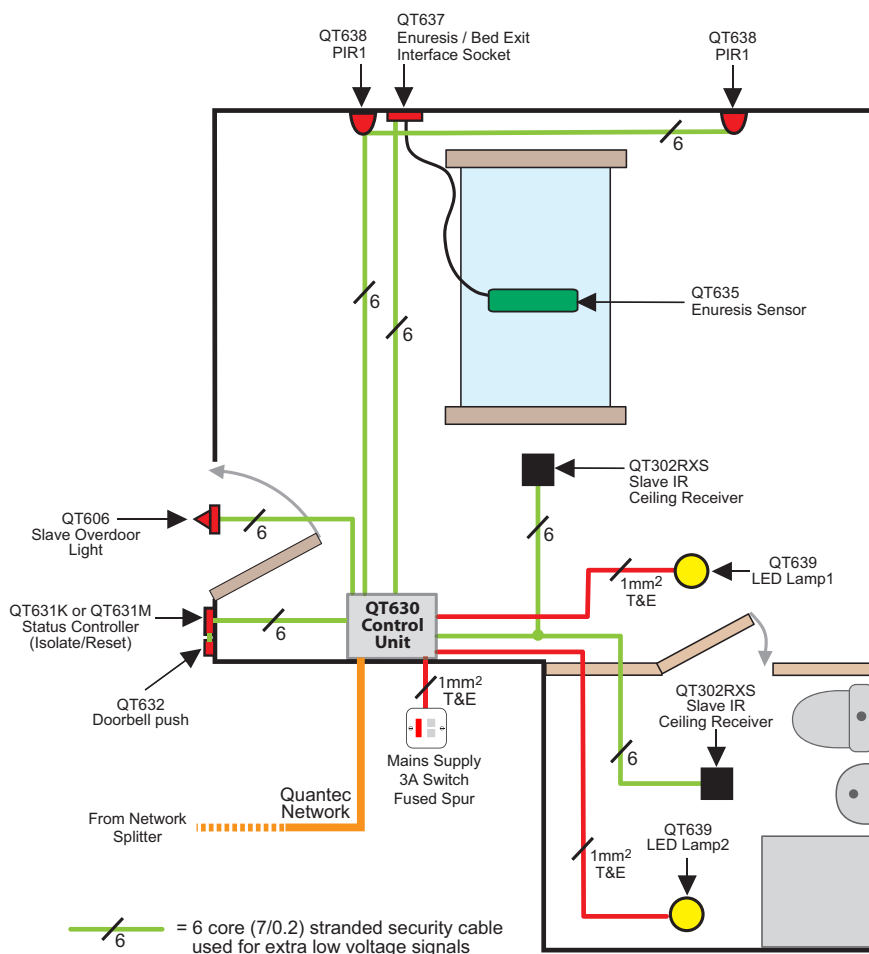 QT637
Enuresis / Bed Exit
Interface Socket
QT638
PIR1
QT638
PIR1
6
6
6
QT635
Enuresis Sensor
QT302RXS
Slave IR
Ceiling Receiver
QT606
Slave Overdoor
Light
6
6
QT639
LED Lamp1
1mm²
T&E
QT631K or QT631M
Status Controller
(Isolate/Reset)
6
QT630
Control
Unit
QT632
Doorbell push
1mm²
T&E
QT302RXS
Slave IR
Ceiling Receiver
6
Mains Supply
3A Switch
Fused Spur
Quantec
Network
From Network
Splitter
QT639
LED Lamp2
1mm²
T&E
6
= 6 core (7/0.2) stranded security cable
used for extra low voltage signals